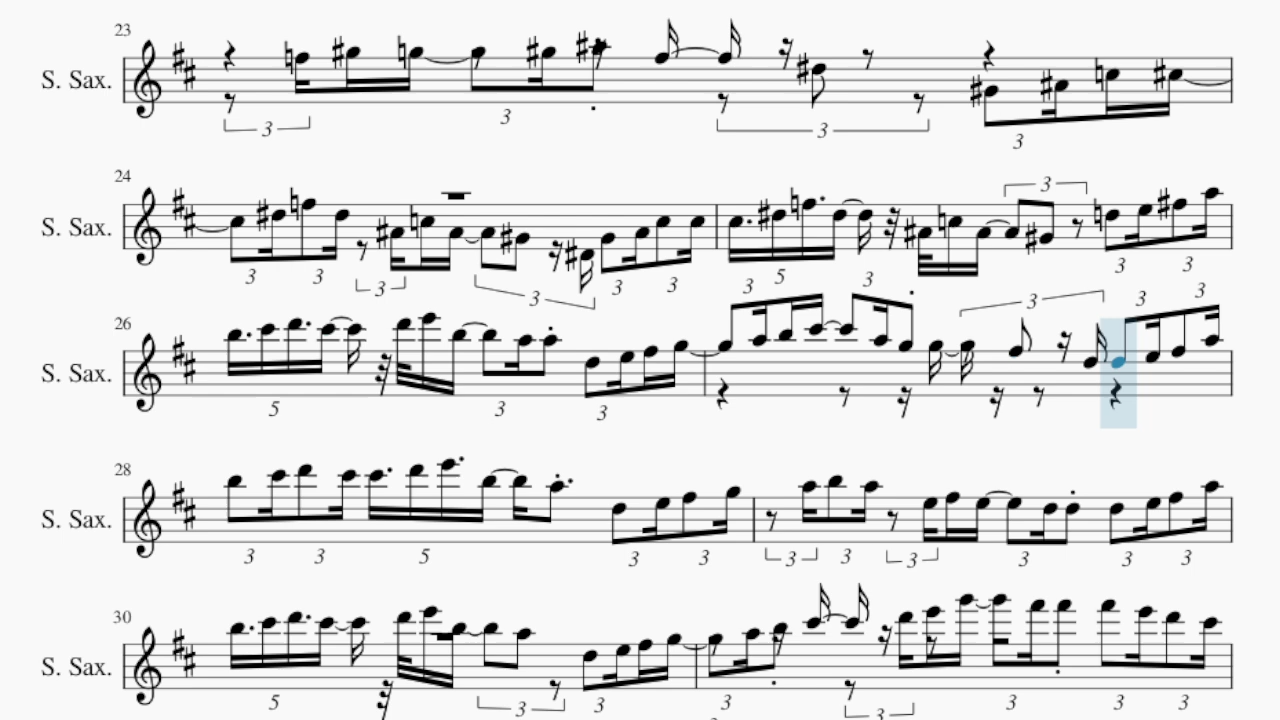 23
S. Sax.
3 3 3 3
24
S. Sax.
3 3 3 3 3 3 5 3 3 3 3
26
S. Sax.
5 3 3 3 3 3 3
28
S. Sax.
3 3 5 3 3 3 3 3 3 3 3
30
S. Sax.
5 3 3 3 3 3 3 3